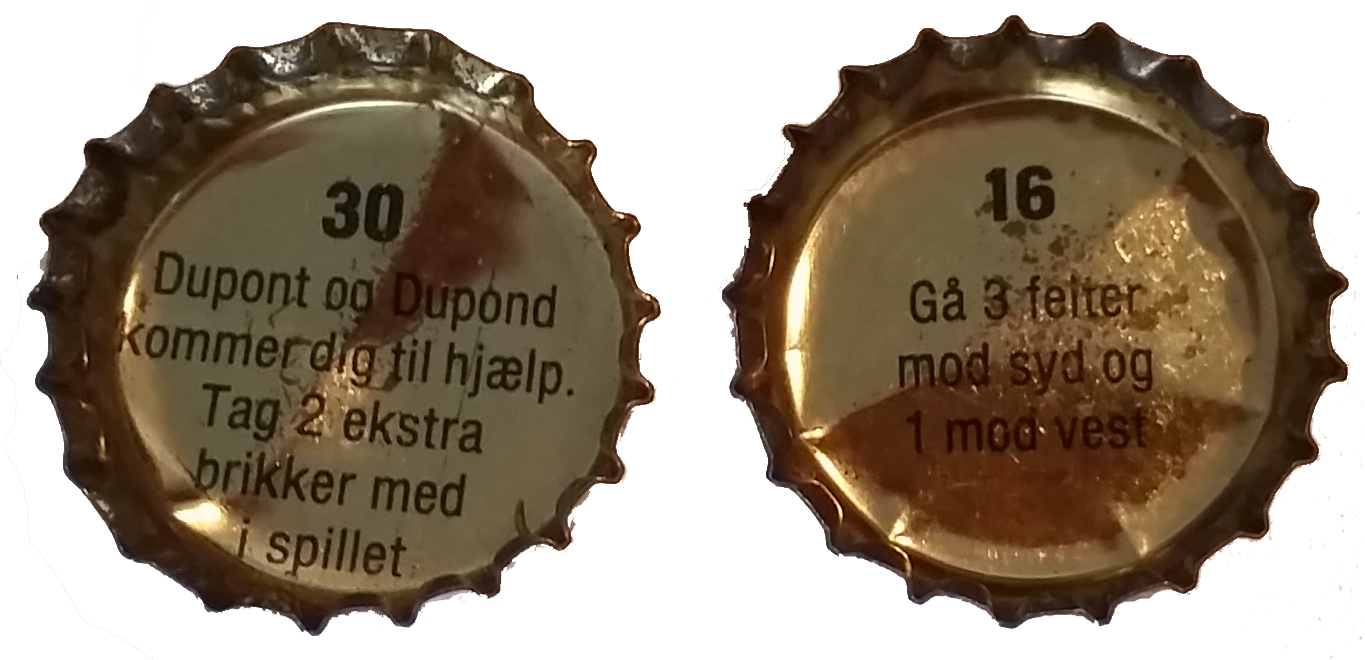 30
Dupont og Dupond
kommer dig til hjælp.
Tag 2 ekstra
brikker med
i spillet
16
Gå 3 felter
mod syd og
1 mod vest